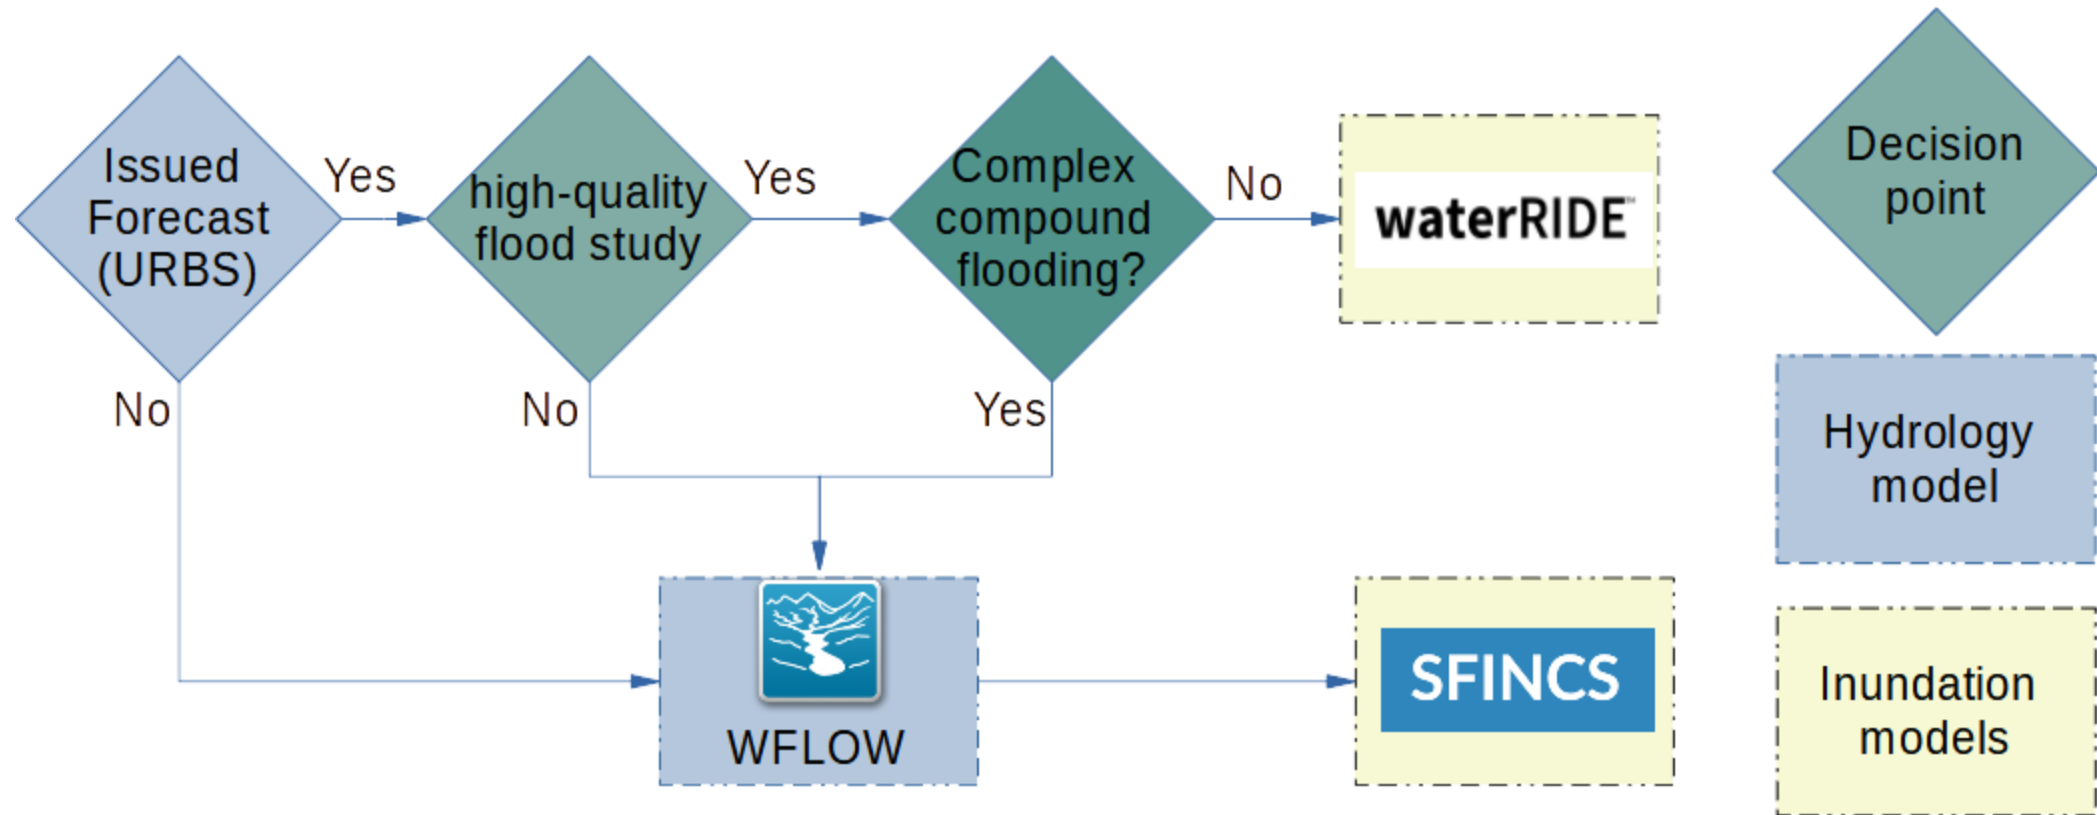 Issued
Forecast
(URBS)
Yes
No
high-quality
flood study
Yes
No
Complex
compound
flooding?
No
Yes
waterRIDE™
WFLOW
SFINCS
Decision
point
Hydrology
model
Inundation
models